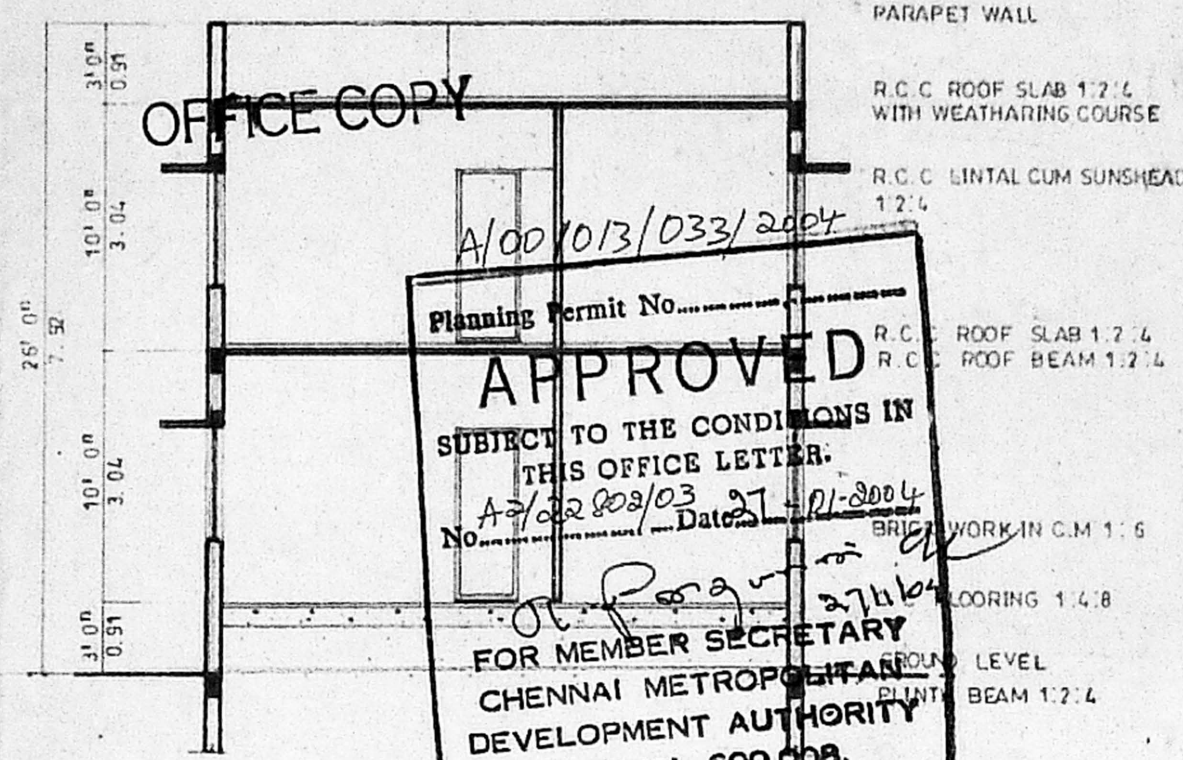 PARAPET WALL
R.C.C ROOF SLAB 1:2:4
WITH WEATHARING COURSE
R.C.C LINTAL CUM SUNSHEAD
1:2:4
R.C.C ROOF SLAB 1:2:4
R.C.C ROOF BEAM 1:2:4
BRICK WORK IN C.M 1:6
FLOORING 1:4:8
GROUND LEVEL
PLINTH BEAM 1:2:4
3' 0"
0.91
10' 0"
3.04
26' 0"
7.92
10' 0"
3.04
3' 0"
0.91
OFFICE COPY
A/00/013/033/2004
Planning Permit No.
APPROVED
SUBJECT TO THE CONDITIONS IN
THIS OFFICE LETTER:
No. A2/22802/03 Date 27-01-2004
27/1/04
FOR MEMBER SECRETARY
CHENNAI METROPOLITAN
DEVELOPMENT AUTHORITY
600 008.